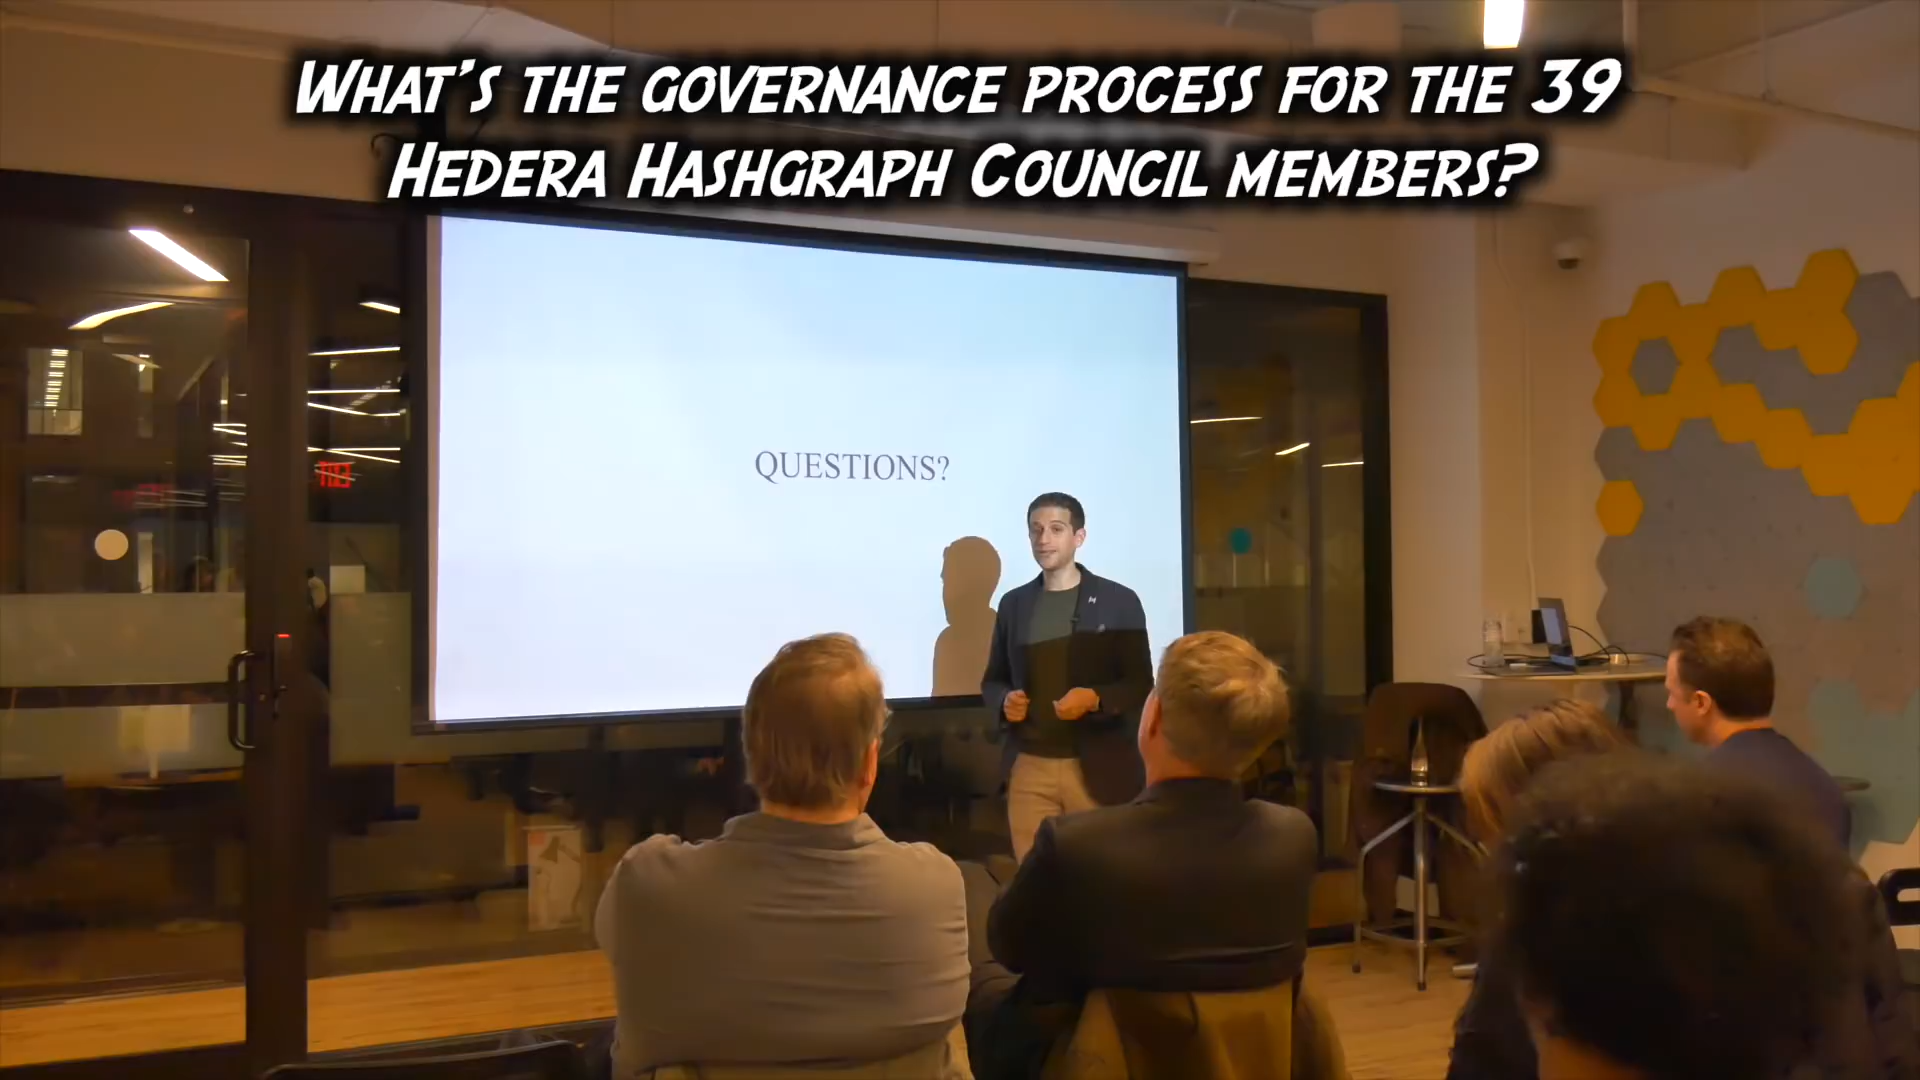 What's the governance process for the 39
Hedera Hashgraph Council members?
QUESTIONS?
EXIT